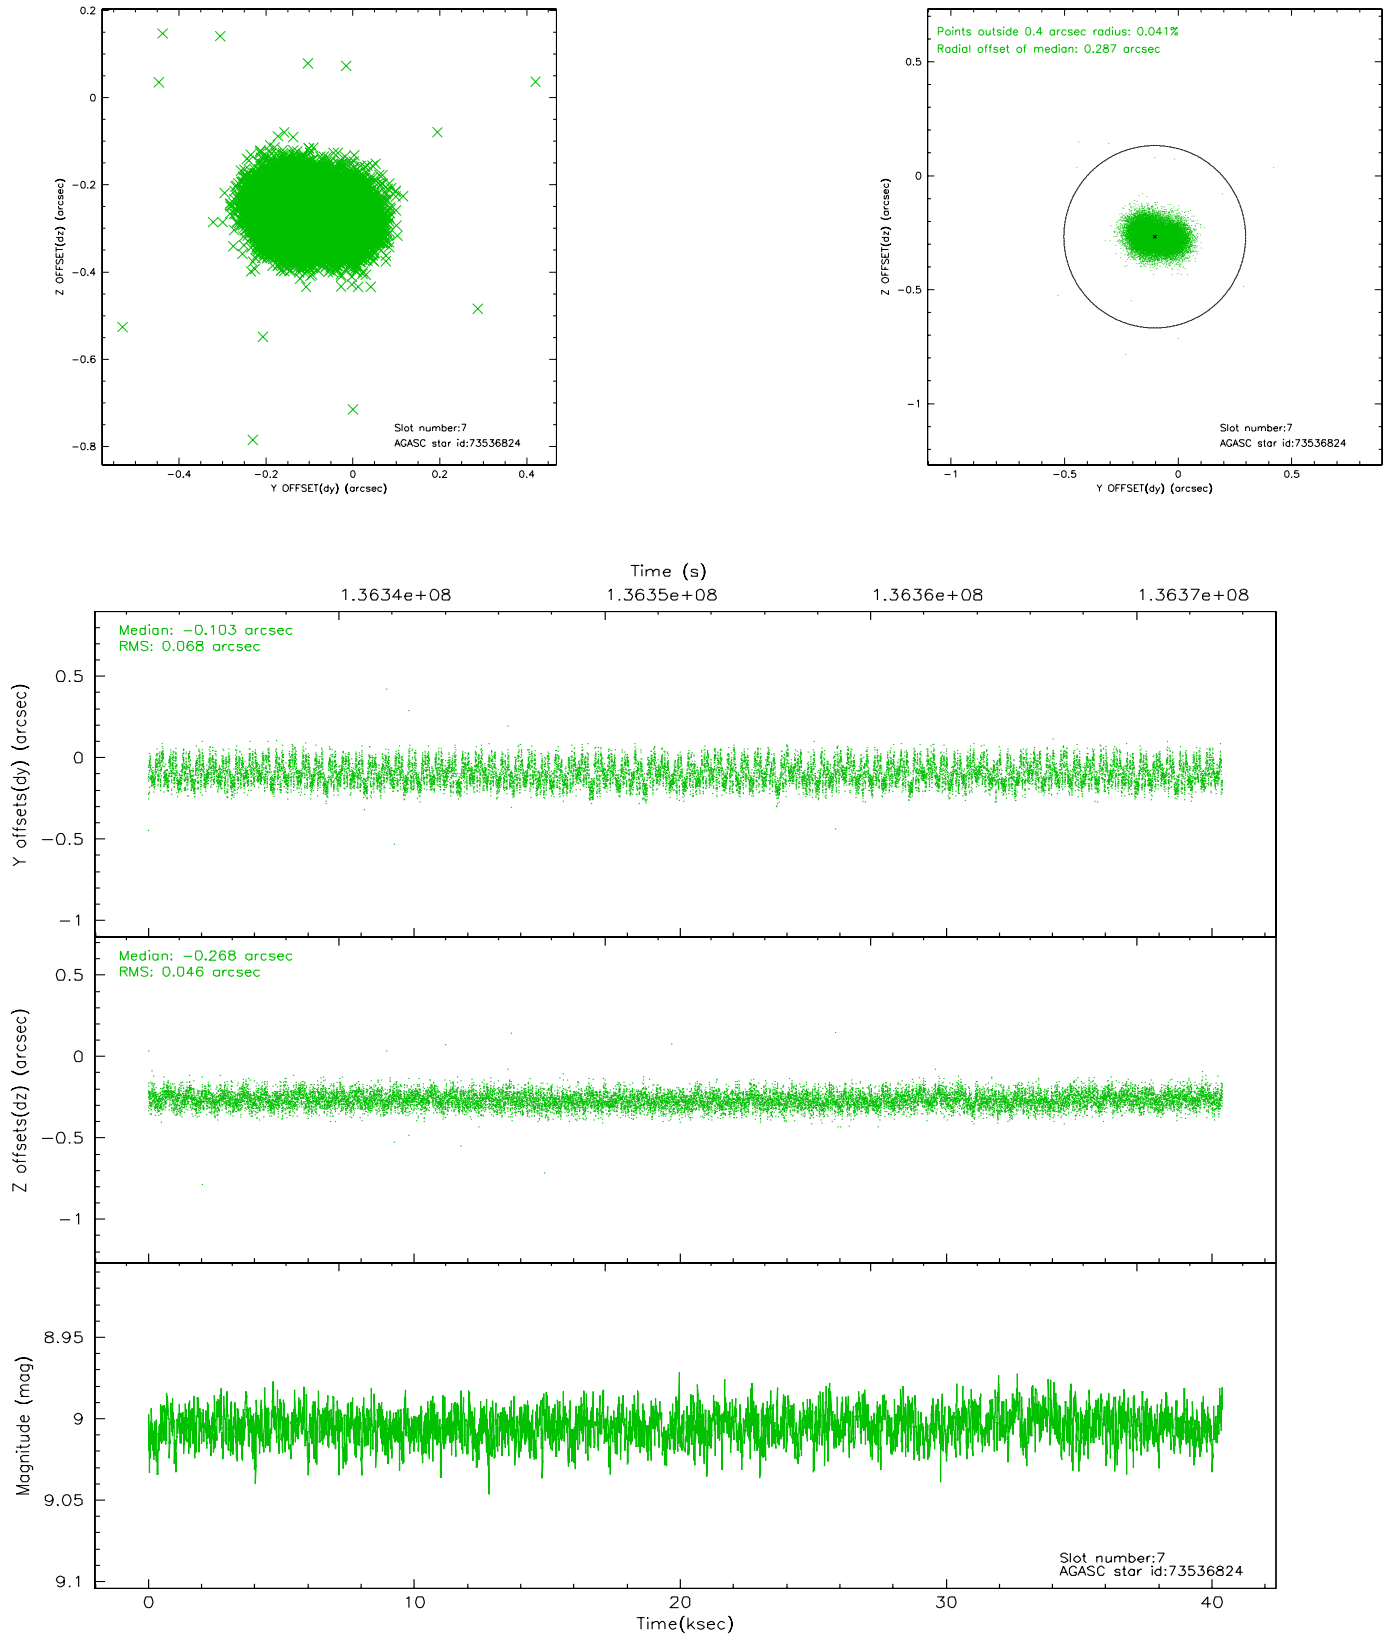 0.2
0
−0.2
−0.4
−0.6
−0.8
Z OFFSET(dz) (arcsec)
−0.4 −0.2 0 0.2 0.4
Y OFFSET(dy) (arcsec)
Slot number:7
AGASC star id:73536824
Points outside 0.4 arcsec radius: 0.041%
Radial offset of median: 0.287 arcsec
0.5
0
−0.5
−1
Z OFFSET(dz) (arcsec)
−1 −0.5 0 0.5
Y OFFSET(dy) (arcsec)
Slot number:7
AGASC star id:73536824
Time (s)
1.3634e+08 1.3635e+08 1.3636e+08 1.3637e+08
Median: −0.103 arcsec
RMS: 0.068 arcsec
0.5
0
−0.5
−1
Y offsets(dy) (arcsec)
Median: −0.268 arcsec
RMS: 0.046 arcsec
0.5
0
−0.5
−1
Z offsets(dz) (arcsec)
8.95
9
9.05
9.1
Magnitude (mag)
Slot number:7
AGASC star id:73536824
0 10 20 30 40
Time(ksec)